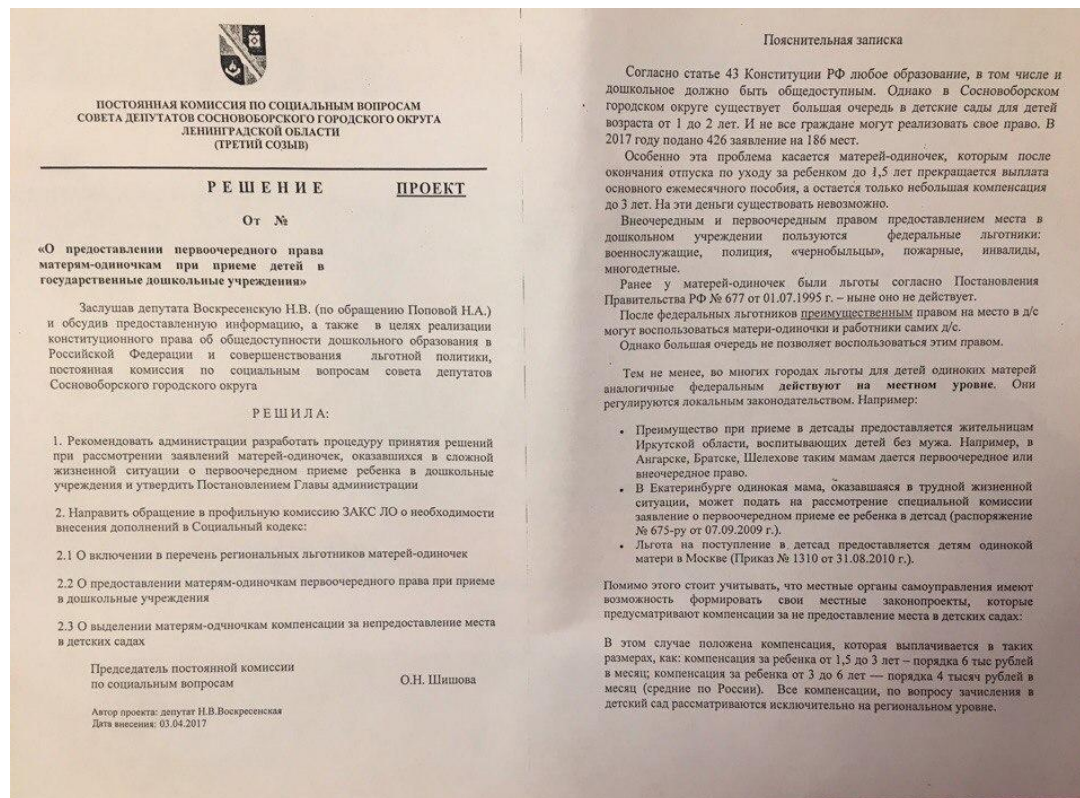 ПОСТОЯННАЯ КОМИССИЯ ПО СОЦИАЛЬНЫМ ВОПРОСАМ
СОВЕТА ДЕПУТАТОВ СОСНОВОБОРСКОГО ГОРОДСКОГО ОКРУГА
ЛЕНИНГРАДСКОЙ ОБЛАСТИ
(ТРЕТИЙ СОЗЫВ)
Р Е Ш Е Н И Е ПРОЕКТ
От №
«О предоставлении первоочередного права
матерям-одиночкам при приеме детей в
государственные дошкольные учреждения»
Заслушав депутата Воскресенскую Н.В. (по обращению Поповой Н.А.)
и обсудив предоставленную информацию, а также в целях реализации
конституционного права об общедоступности дошкольного образования в
Российской Федерации и совершенствования льготной политики,
постоянная комиссия по социальным вопросам совета депутатов
Сосновоборского городского округа
Р Е Ш И Л А:
1. Рекомендовать администрации разработать процедуру принятия решений
при рассмотрении заявлений матерей-одиночек, оказавшихся в сложной
жизненной ситуации о первоочередном приеме ребенка в дошкольные
учреждения и утвердить Постановлением Главы администрации
2. Направить обращение в профильную комиссию ЗАКС ЛО о необходимости
внесения дополнений в Социальный кодекс:
2.1 О включении в перечень региональных льготников матерей-одиночек
2.2 О предоставлении матерям-одиночкам первоочередного права при приеме
в дошкольные учреждения
2.3 О выделении матерям-одчночкам компенсации за непредоставление места
в детских садах
Председатель постоянной комиссии
по социальным вопросам О.Н. Шишова
Автор проекта: депутат Н.В.Воскресенская
Дата внесения: 03.04.2017
Пояснительная записка
Согласно статье 43 Конституции РФ любое образование, в том числе и
дошкольное должно быть общедоступным. Однако в Сосновоборском
городском округе существует большая очередь в детские сады для детей
возраста от 1 до 2 лет. И не все граждане могут реализовать свое право. В
2017 году подано 426 заявление на 186 мест.
Особенно эта проблема касается матерей-одиночек, которым после
окончания отпуска по уходу за ребенком до 1,5 лет прекращается выплата
основного ежемесячного пособия, а остается только небольшая компенсация
до 3 лет. На эти деньги существовать невозможно.
Внеочередным и первоочередным правом предоставлением места в
дошкольном учреждении пользуются федеральные льготники:
военнослужащие, полиция, «чернобыльцы», пожарные, инвалиды,
многодетные.
Ранее у матерей-одиночек были льготы согласно Постановления
Правительства РФ № 677 от 01.07.1995 г. – ныне оно не действует.
После федеральных льготников преимущественным правом на место в д/с
могут воспользоваться матери-одиночки и работники самих д/с.
Однако большая очередь не позволяет воспользоваться этим правом.
Тем не менее, во многих городах льготы для детей одиноких матерей
аналогичные федеральным действуют на местном уровне. Они
регулируются локальным законодательством. Например:
• Преимущество при приеме в детсады предоставляется жительницам
Иркутской области, воспитывающих детей без мужа. Например, в
Ангарске, Братске, Шелехове таким мамам дается первоочередное или
внеочередное право.
• В Екатеринбурге одинокая мама, оказавшаяся в трудной жизненной
ситуации, может подать на рассмотрение специальной комиссии
заявление о первоочередном приеме ее ребенка в детсад (распоряжение
№ 675-ру от 07.09.2009 г.).
• Льгота на поступление в детсад предоставляется детям одинокой
матери в Москве (Приказ № 1310 от 31.08.2010 г.).
Помимо этого стоит учитывать, что местные органы самоуправления имеют
возможность формировать свои местные законопроекты, которые
предусматривают компенсации за не предоставление места в детских садах:
В этом случае положена компенсация, которая выплачивается в таких
размерах, как: компенсация за ребенка от 1,5 до 3 лет – порядка 6 тыс рублей
в месяц; компенсация за ребенка от 3 до 6 лет — порядка 4 тысяч рублей в
месяц (средние по России). Все компенсации, по вопросу зачисления в
детский сад рассматриваются исключительно на региональном уровне.